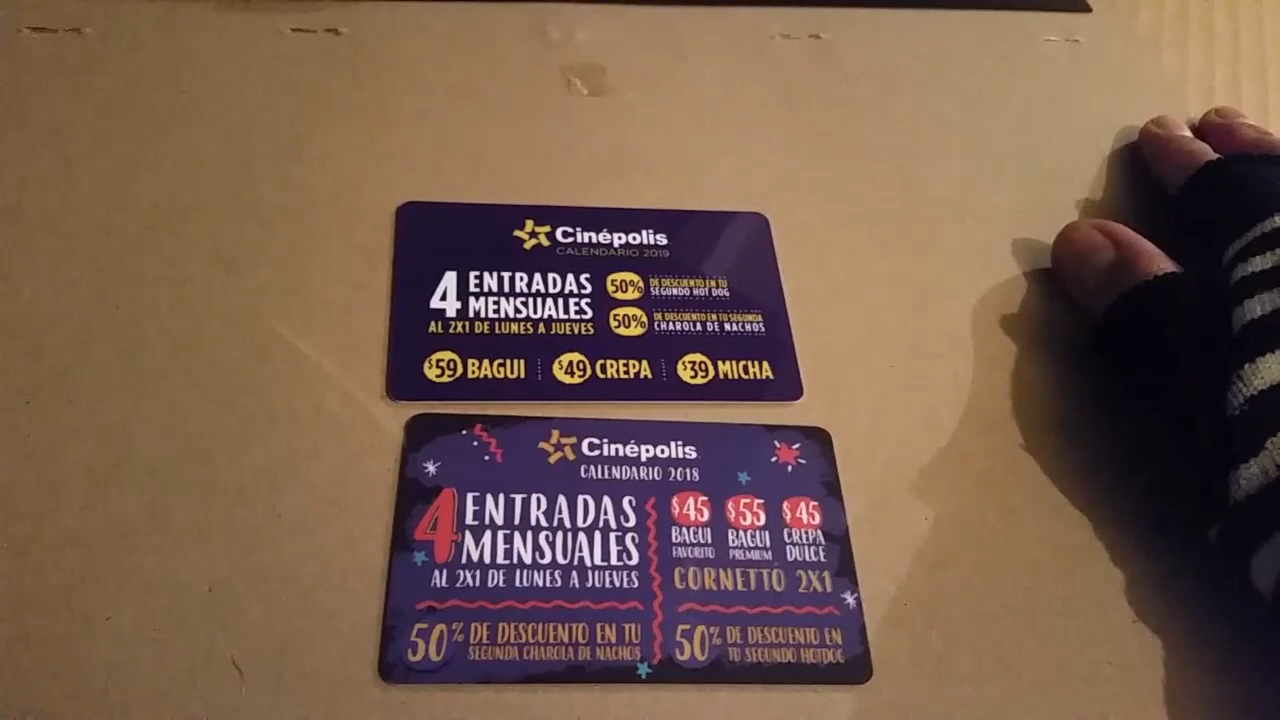 Cinépolis
CALENDARIO 2019
4 ENTRADAS
MENSUALES
AL 2X1 DE LUNES A JUEVES
50% DE DESCUENTO EN TU
SEGUNDO HOT DOG
50% DE DESCUENTO EN TU SEGUNDA
CHAROLA DE NACHOS
$59 BAGUI
$49 CREPA
$39 MICHA
Cinépolis
CALENDARIO 2018
4 ENTRADAS
MENSUALES
AL 2X1 DE LUNES A JUEVES
$45 BAGUI
FAVORITO
$55 BAGUI
PREMIUM
$45 CREPA
DULCE
CORNETTO 2X1
50% DE DESCUENTO EN TU
SEGUNDA CHAROLA DE NACHOS
50% DE DESCUENTO EN
TU SEGUNDO HOTDOG